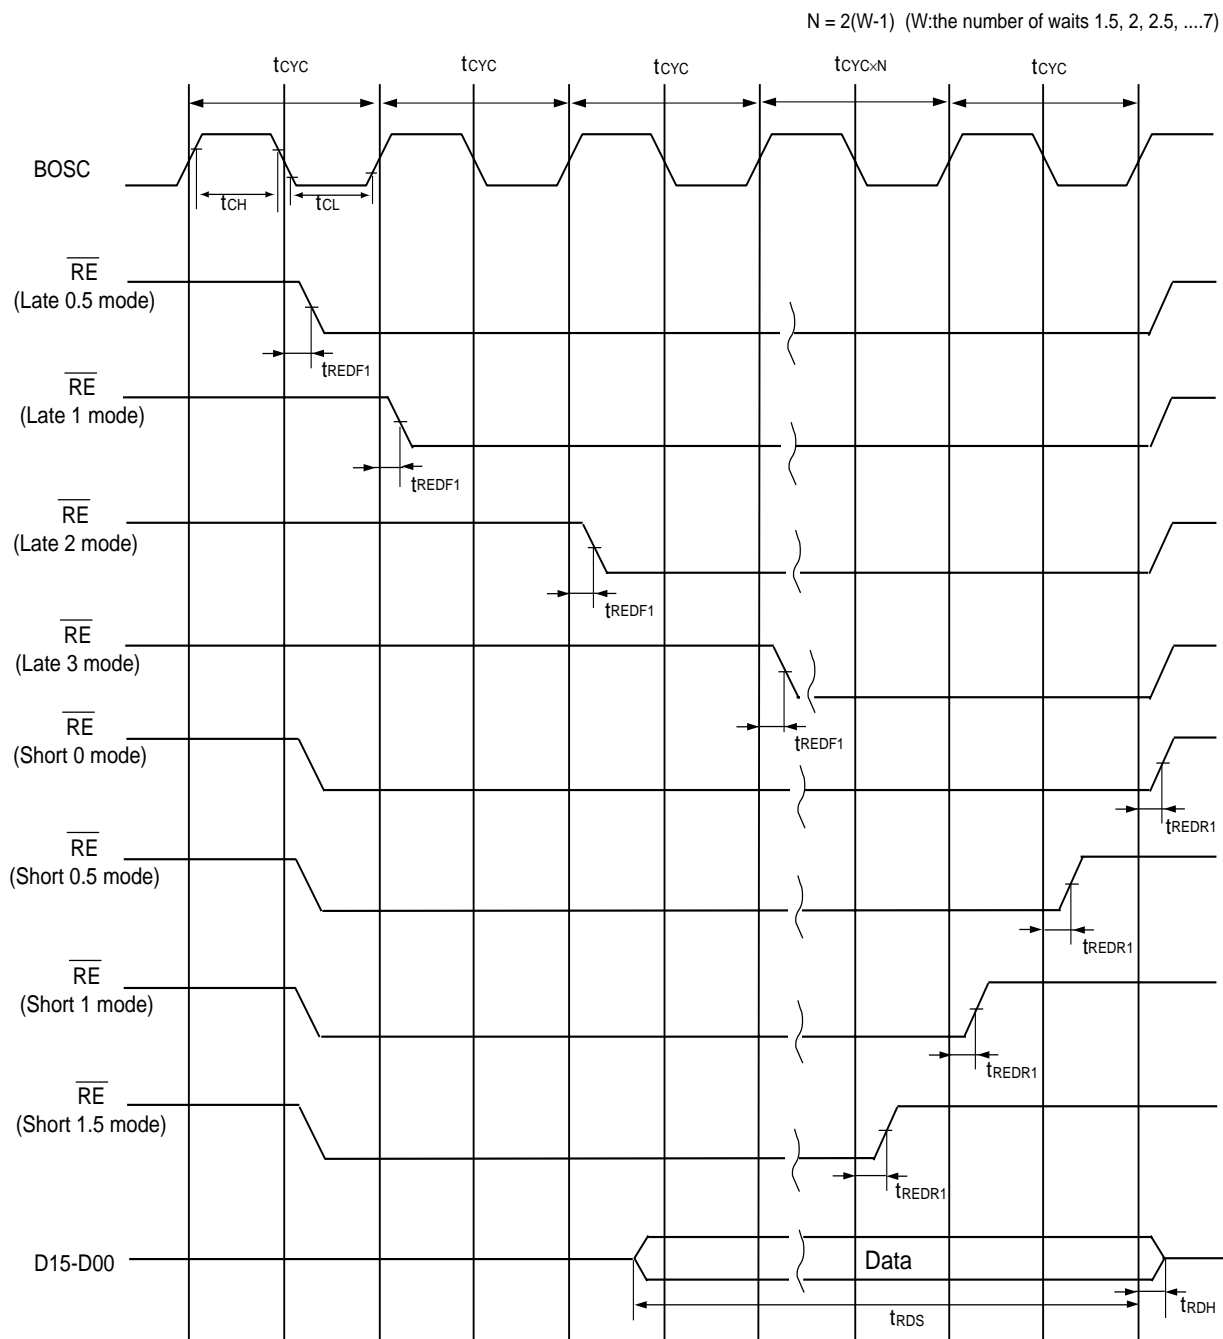 N = 2(W-1) (W:the number of waits 1.5, 2, 2.5, ....7)
tCYC tCYC tCYC tCYC×N tCYC
BOSC
tCH tCL
RE
(Late 0.5 mode)
tREDF1
RE
(Late 1 mode)
tREDF1
RE
(Late 2 mode)
tREDF1
RE
(Late 3 mode)
tREDF1
RE
(Short 0 mode)
tREDR1
RE
(Short 0.5 mode)
tREDR1
RE
(Short 1 mode)
tREDR1
RE
(Short 1.5 mode)
tREDR1
D15-D00 Data
tRDS tRDH